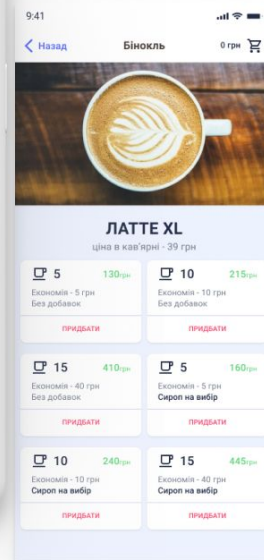 9:41
Назад
Бінокль
0 грн
ЛАТТЕ XL
ціна в кав'ярні - 39 грн
5 130грн
Економія - 5 грн
Без добавок
ПРИДБАТИ
10 215грн
Економія - 10 грн
Без добавок
ПРИДБАТИ
15 410грн
Економія - 40 грн
Без добавок
ПРИДБАТИ
5 160грн
Економія - 5 грн
Сироп на вибір
ПРИДБАТИ
10 240грн
Економія - 10 грн
Сироп на вибір
ПРИДБАТИ
15 445грн
Економія - 40 грн
Сироп на вибір
ПРИДБАТИ